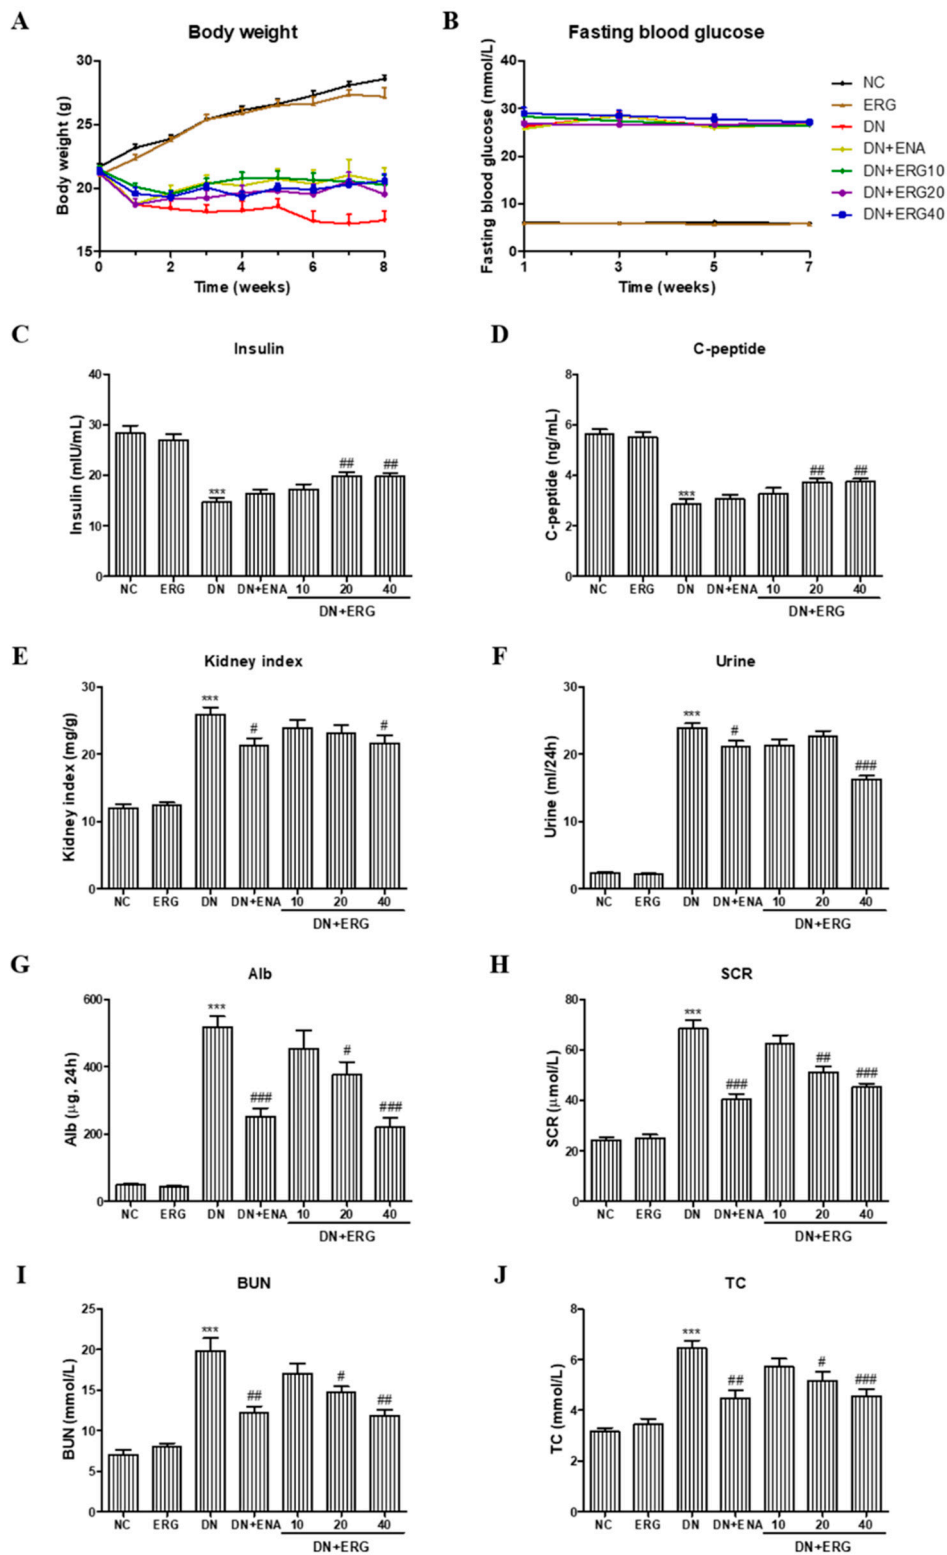 A
Body weight
Body weight (g)
30
25
20
15
0
2
4
6
8
Time (weeks)
B
Fasting blood glucose
Fasting blood glucose (mmol/L)
40
30
20
10
0
1
3
5
7
Time (weeks)
NC
ERG
DN
DN+ENA
DN+ERG10
DN+ERG20
DN+ERG40
C
Insulin
Insulin (mIU/mL)
40
30
20
10
0
***
##
##
NC ERG DN DN+ENA 10 20 40
DN+ERG
D
C-peptide
C-peptide (ng/mL)
8
6
4
2
0
***
##
##
NC ERG DN DN+ENA 10 20 40
DN+ERG
E
Kidney index
Kidney index (mg/g)
30
20
10
0
***
#
#
NC ERG DN DN+ENA 10 20 40
DN+ERG
F
Urine
Urine (ml/24h)
30
20
10
0
***
#
###
NC ERG DN DN+ENA 10 20 40
DN+ERG
G
Alb
Alb (μg, 24h)
600
400
200
0
***
###
#
###
NC ERG DN DN+ENA 10 20 40
DN+ERG
H
SCR
SCR (μmol/L)
80
60
40
20
0
***
###
##
###
NC ERG DN DN+ENA 10 20 40
DN+ERG
I
BUN
BUN (mmol/L)
25
20
15
10
5
0
***
##
#
##
NC ERG DN DN+ENA 10 20 40
DN+ERG
J
TC
TC (mmol/L)
8
6
4
2
0
***
##
#
###
NC ERG DN DN+ENA 10 20 40
DN+ERG